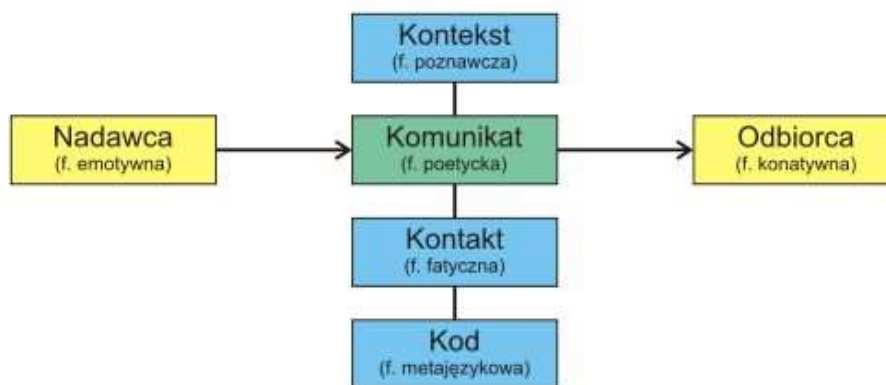 Kontekst
(f. poznawcza)
Nadawca
(f. emotywna)
Komunikat
(f. poetycka)
Odbiorca
(f. konatywna)
Kontakt
(f. fatyczna)
Kod
(f. metajęzykowa)